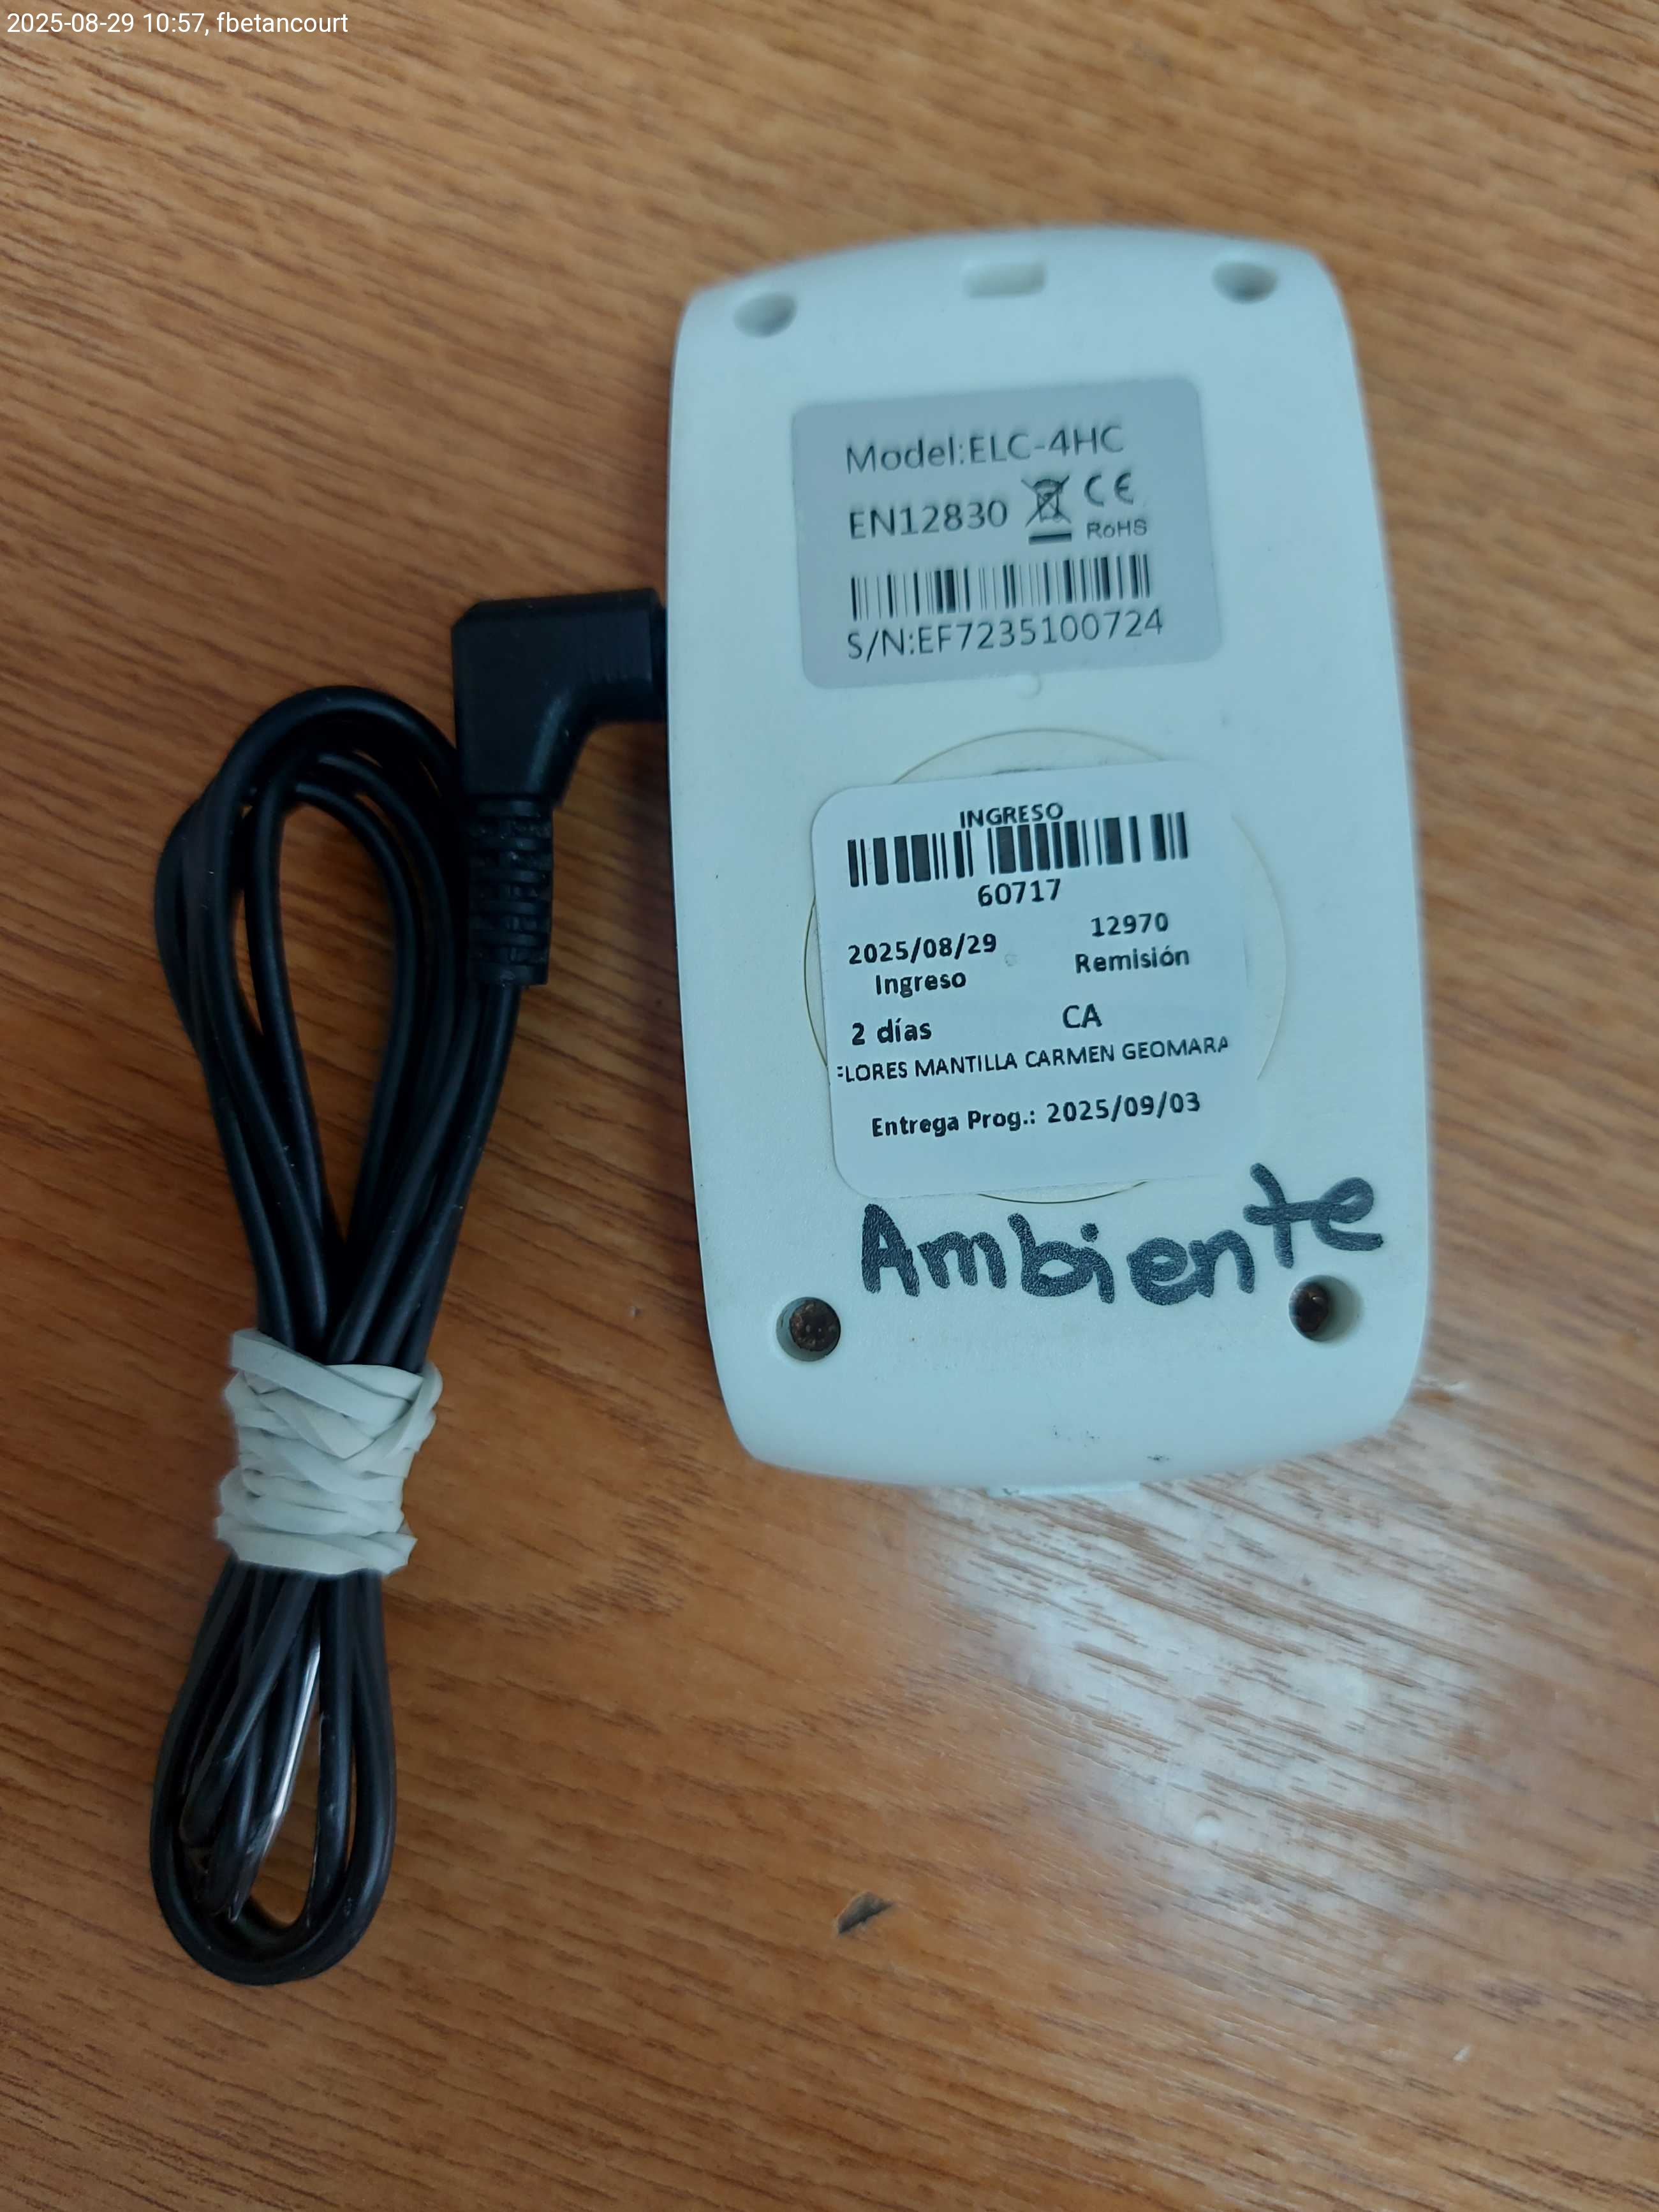 2025-08-29 10:57, fbetancourt
Model:ELC-4HC
EN12830 CE
RoHS
S/N:EF7235100724
INGRESO
60717
2025/08/29 12970
Ingreso Remisión
2 días CA
FLORES MANTILLA CARMEN GEOMARA
Entrega Prog.: 2025/09/03
Ambiente